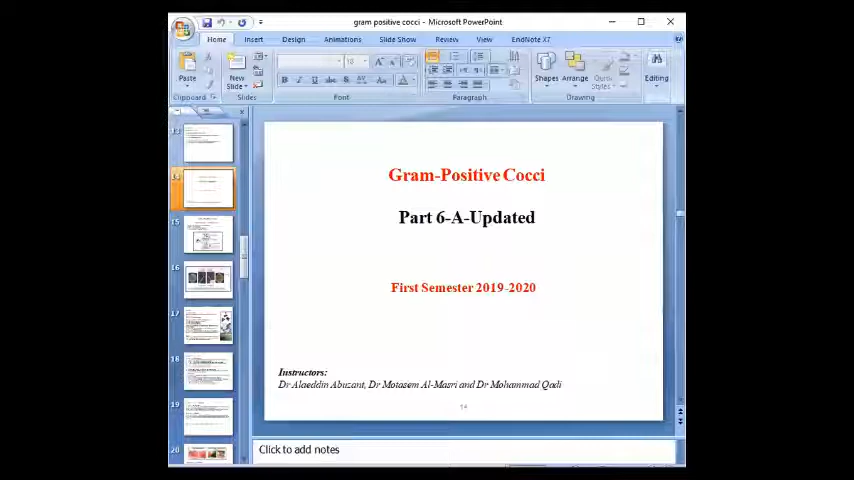 gram positive cocci - Microsoft PowerPoint
Home Insert Design Animations Slide Show Review View EndNote X7
Paste
New
Slide
Shapes Arrange Quick
Styles
Editing
Clipboard Slides Font Paragraph Drawing
13
14
15
16
17
18
19
20
Gram-Positive Cocci
Part 6-A-Updated
First Semester 2019-2020
Instructors:
Dr Alaeddin Abuzant, Dr Motasem Al-Masri and Dr Mohammad Qadi
14
Click to add notes